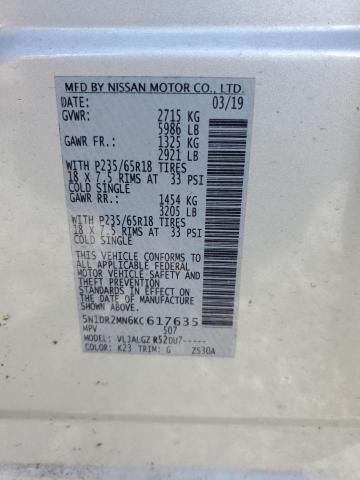 MFD BY NISSAN MOTOR CO., LTD.
DATE: 03/19
GVWR: 2715 KG
5986 LB
GAWR FR: 1325 KG
2921 LB
WITH P235/65R18 TIRES
18 X 7.5 RIMS AT 33 PSI
COLD SINGLE
GAWR RR: 1454 KG
3205 LB
WITH P235/65R18 TIRES
18 X 7.5 RIMS AT 33 PSI
COLD SINGLE
THIS VEHICLE CONFORMS TO
ALL APPLICABLE FEDERAL
MOTOR VEHICLE SAFETY AND
THEFT PREVENTION
STANDARDS IN EFFECT ON
THE DATE OF MANUFACTURE
SHOWN ABOVE.
5N1DR2MN6KC617635
MPV 507
MODEL: VLJALGZ R52DU7-----
COLOR: K23 TRIM: G ZS30A